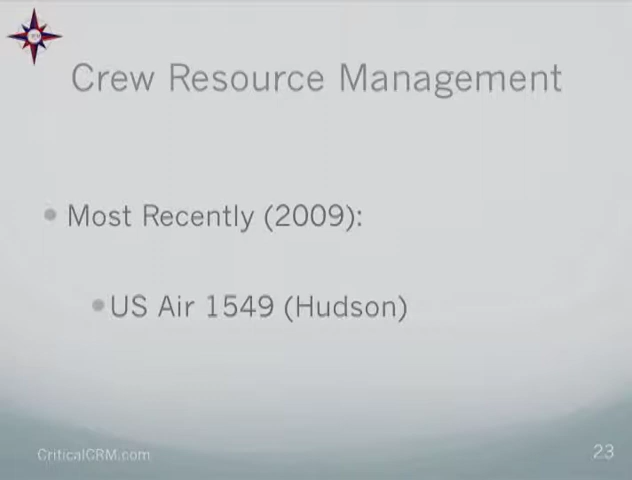 Crew Resource Management
Most Recently (2009):
US Air 1549 (Hudson)
CriticalCRM.com
23